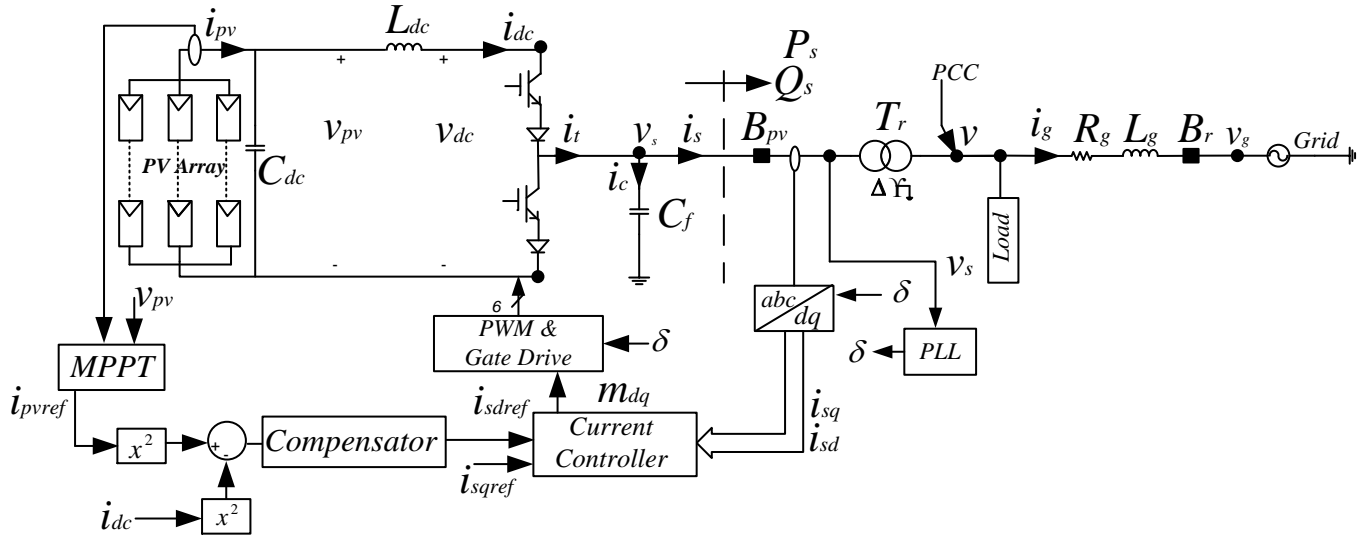 i_pv
L_dc
i_dc
P_s
Q_s
PCC
+
+
v_pv
v_dc
i_t
v_s
i_s
B_pv
T_r
v
i_g
R_g
L_g
B_r
v_g
Grid
PV Array
C_dc
i_c
C_f
Δ
Load
-
-
v_s
v_pv
6
abc
dq
δ
PWM &
Gate Drive
δ
PLL
δ
MPPT
i_pvref
i_sdref
m_dq
i_sq
i_sd
x²
+
-
Compensator
Current
Controller
i_sqref
i_dc
x²